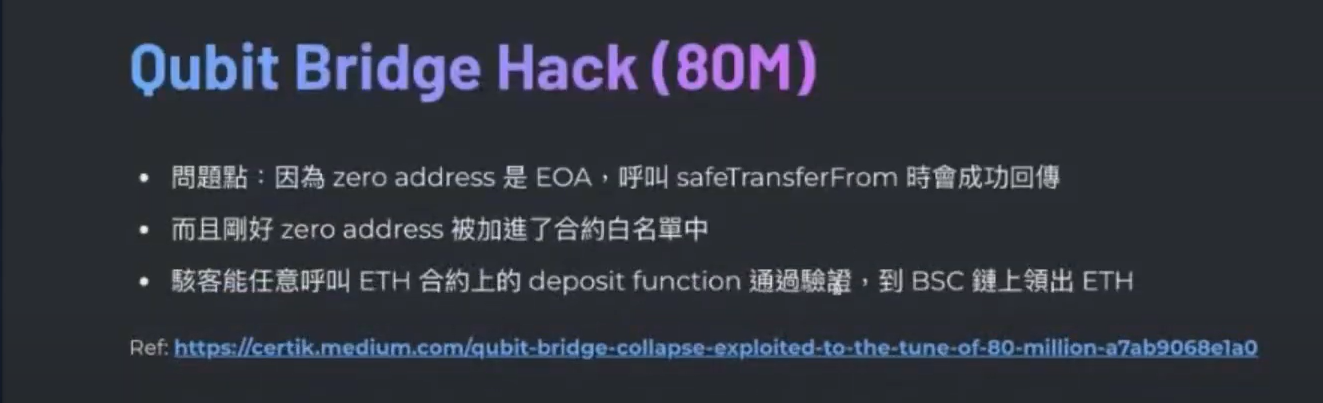 Qubit Bridge Hack (80M)
• 問題點：因為 zero address 是 EOA，呼叫 safeTransferFrom 時會成功回傳
• 而且剛好 zero address 被加進了合約白名單中
• 駭客能任意呼叫 ETH 合約上的 deposit function 通過驗證，到 BSC 鏈上領出 ETH
Ref: https://certik.medium.com/qubit-bridge-collapse-exploited-to-the-tune-of-80-million-a7ab9068e1a0